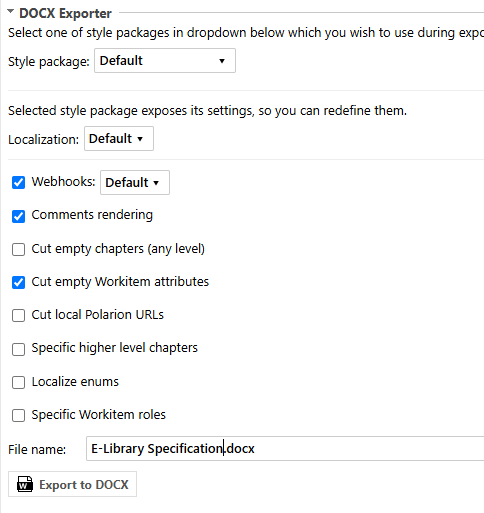 DOCX Exporter
Select one of style packages in dropdown below which you wish to use during expo
Style package: Default
Selected style package exposes its settings, so you can redefine them.
Localization: Default
Webhooks: Default
Comments rendering
Cut empty chapters (any level)
Cut empty Workitem attributes
Cut local Polarion URLs
Specific higher level chapters
Localize enums
Specific Workitem roles
File name: E-Library Specification.docx
W Export to DOCX